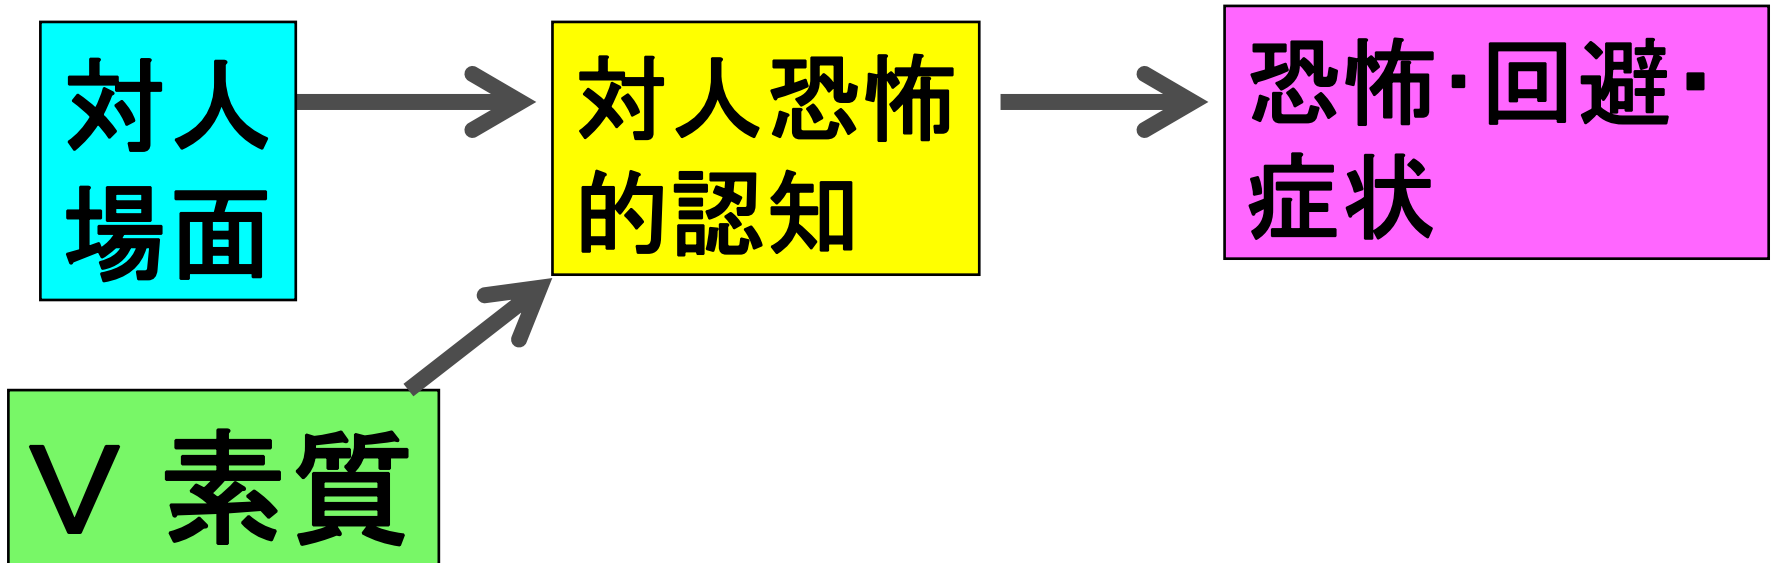 対人
場面
対人恐怖
的認知
恐怖・回避・
症状
V 素質